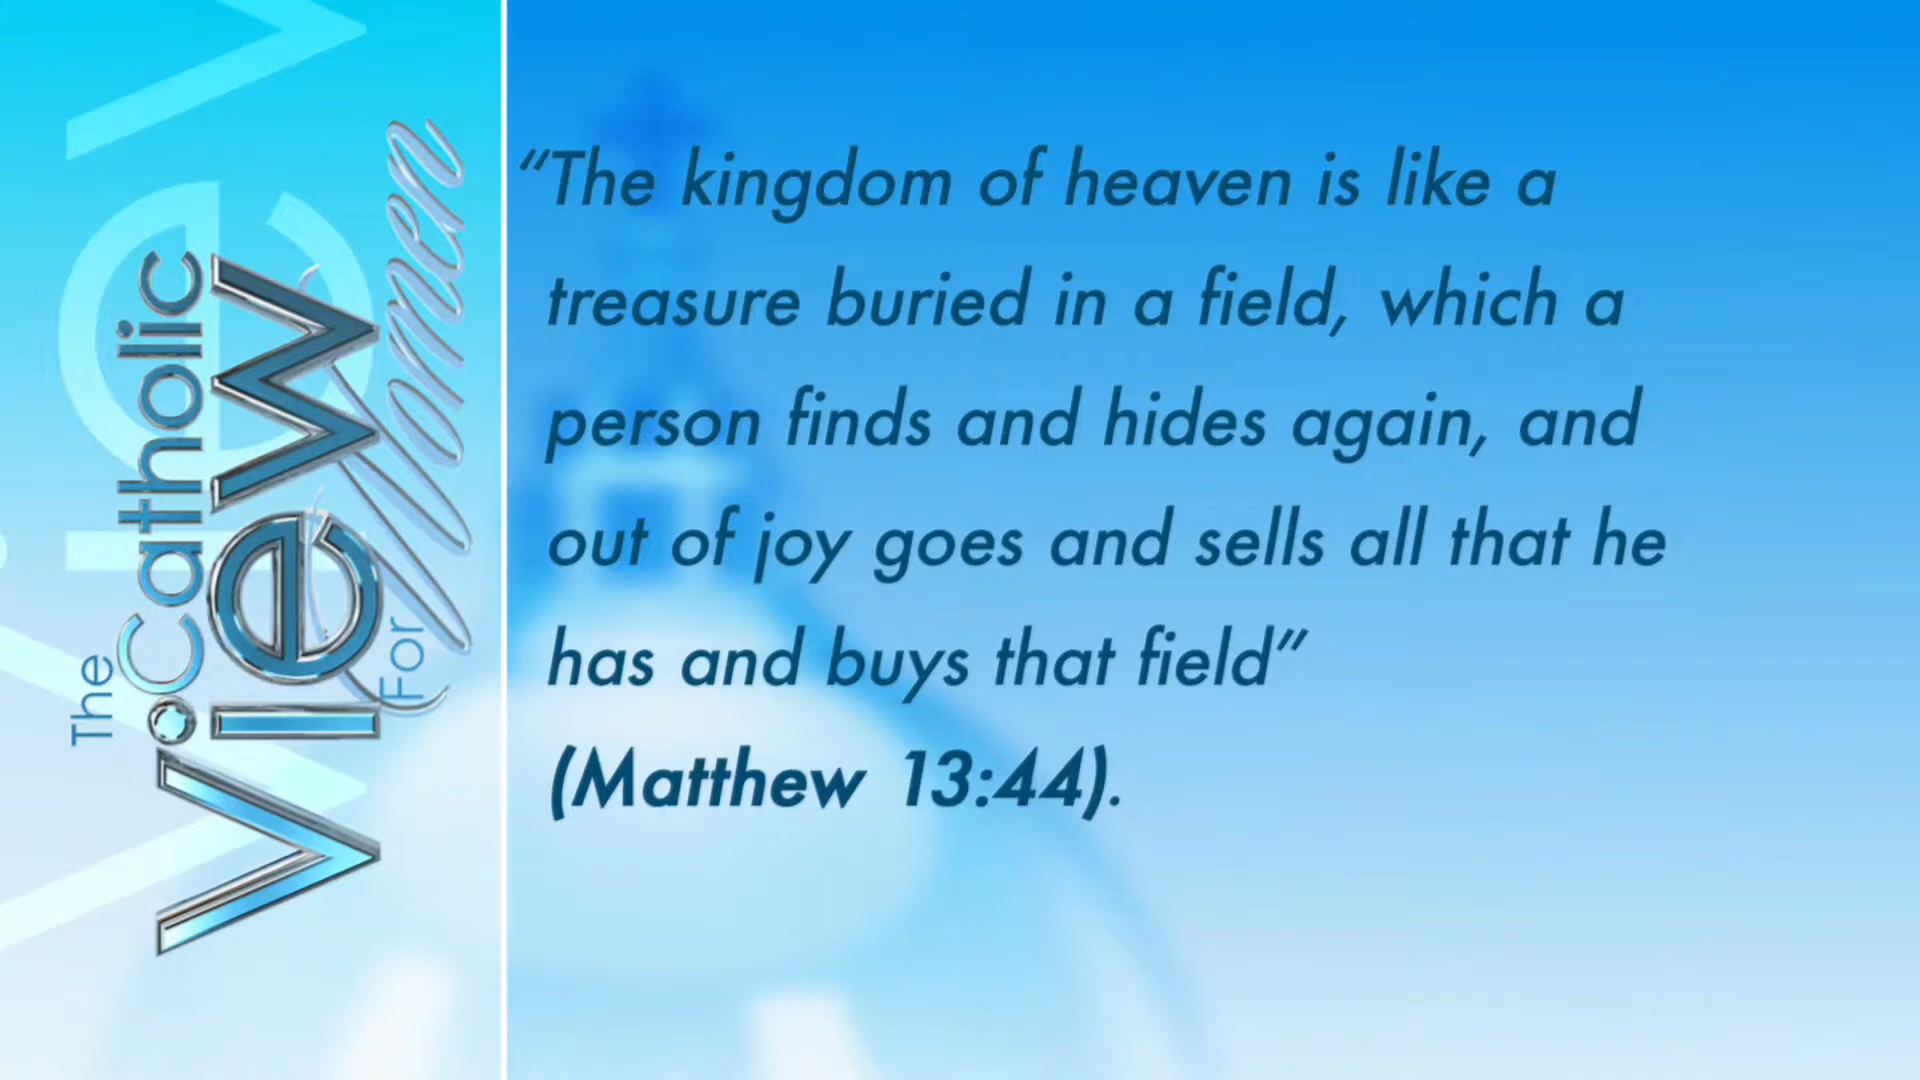 The Catholic
View
For Women
“The kingdom of heaven is like a
treasure buried in a field, which a
person finds and hides again, and
out of joy goes and sells all that he
has and buys that field”
(Matthew 13:44).